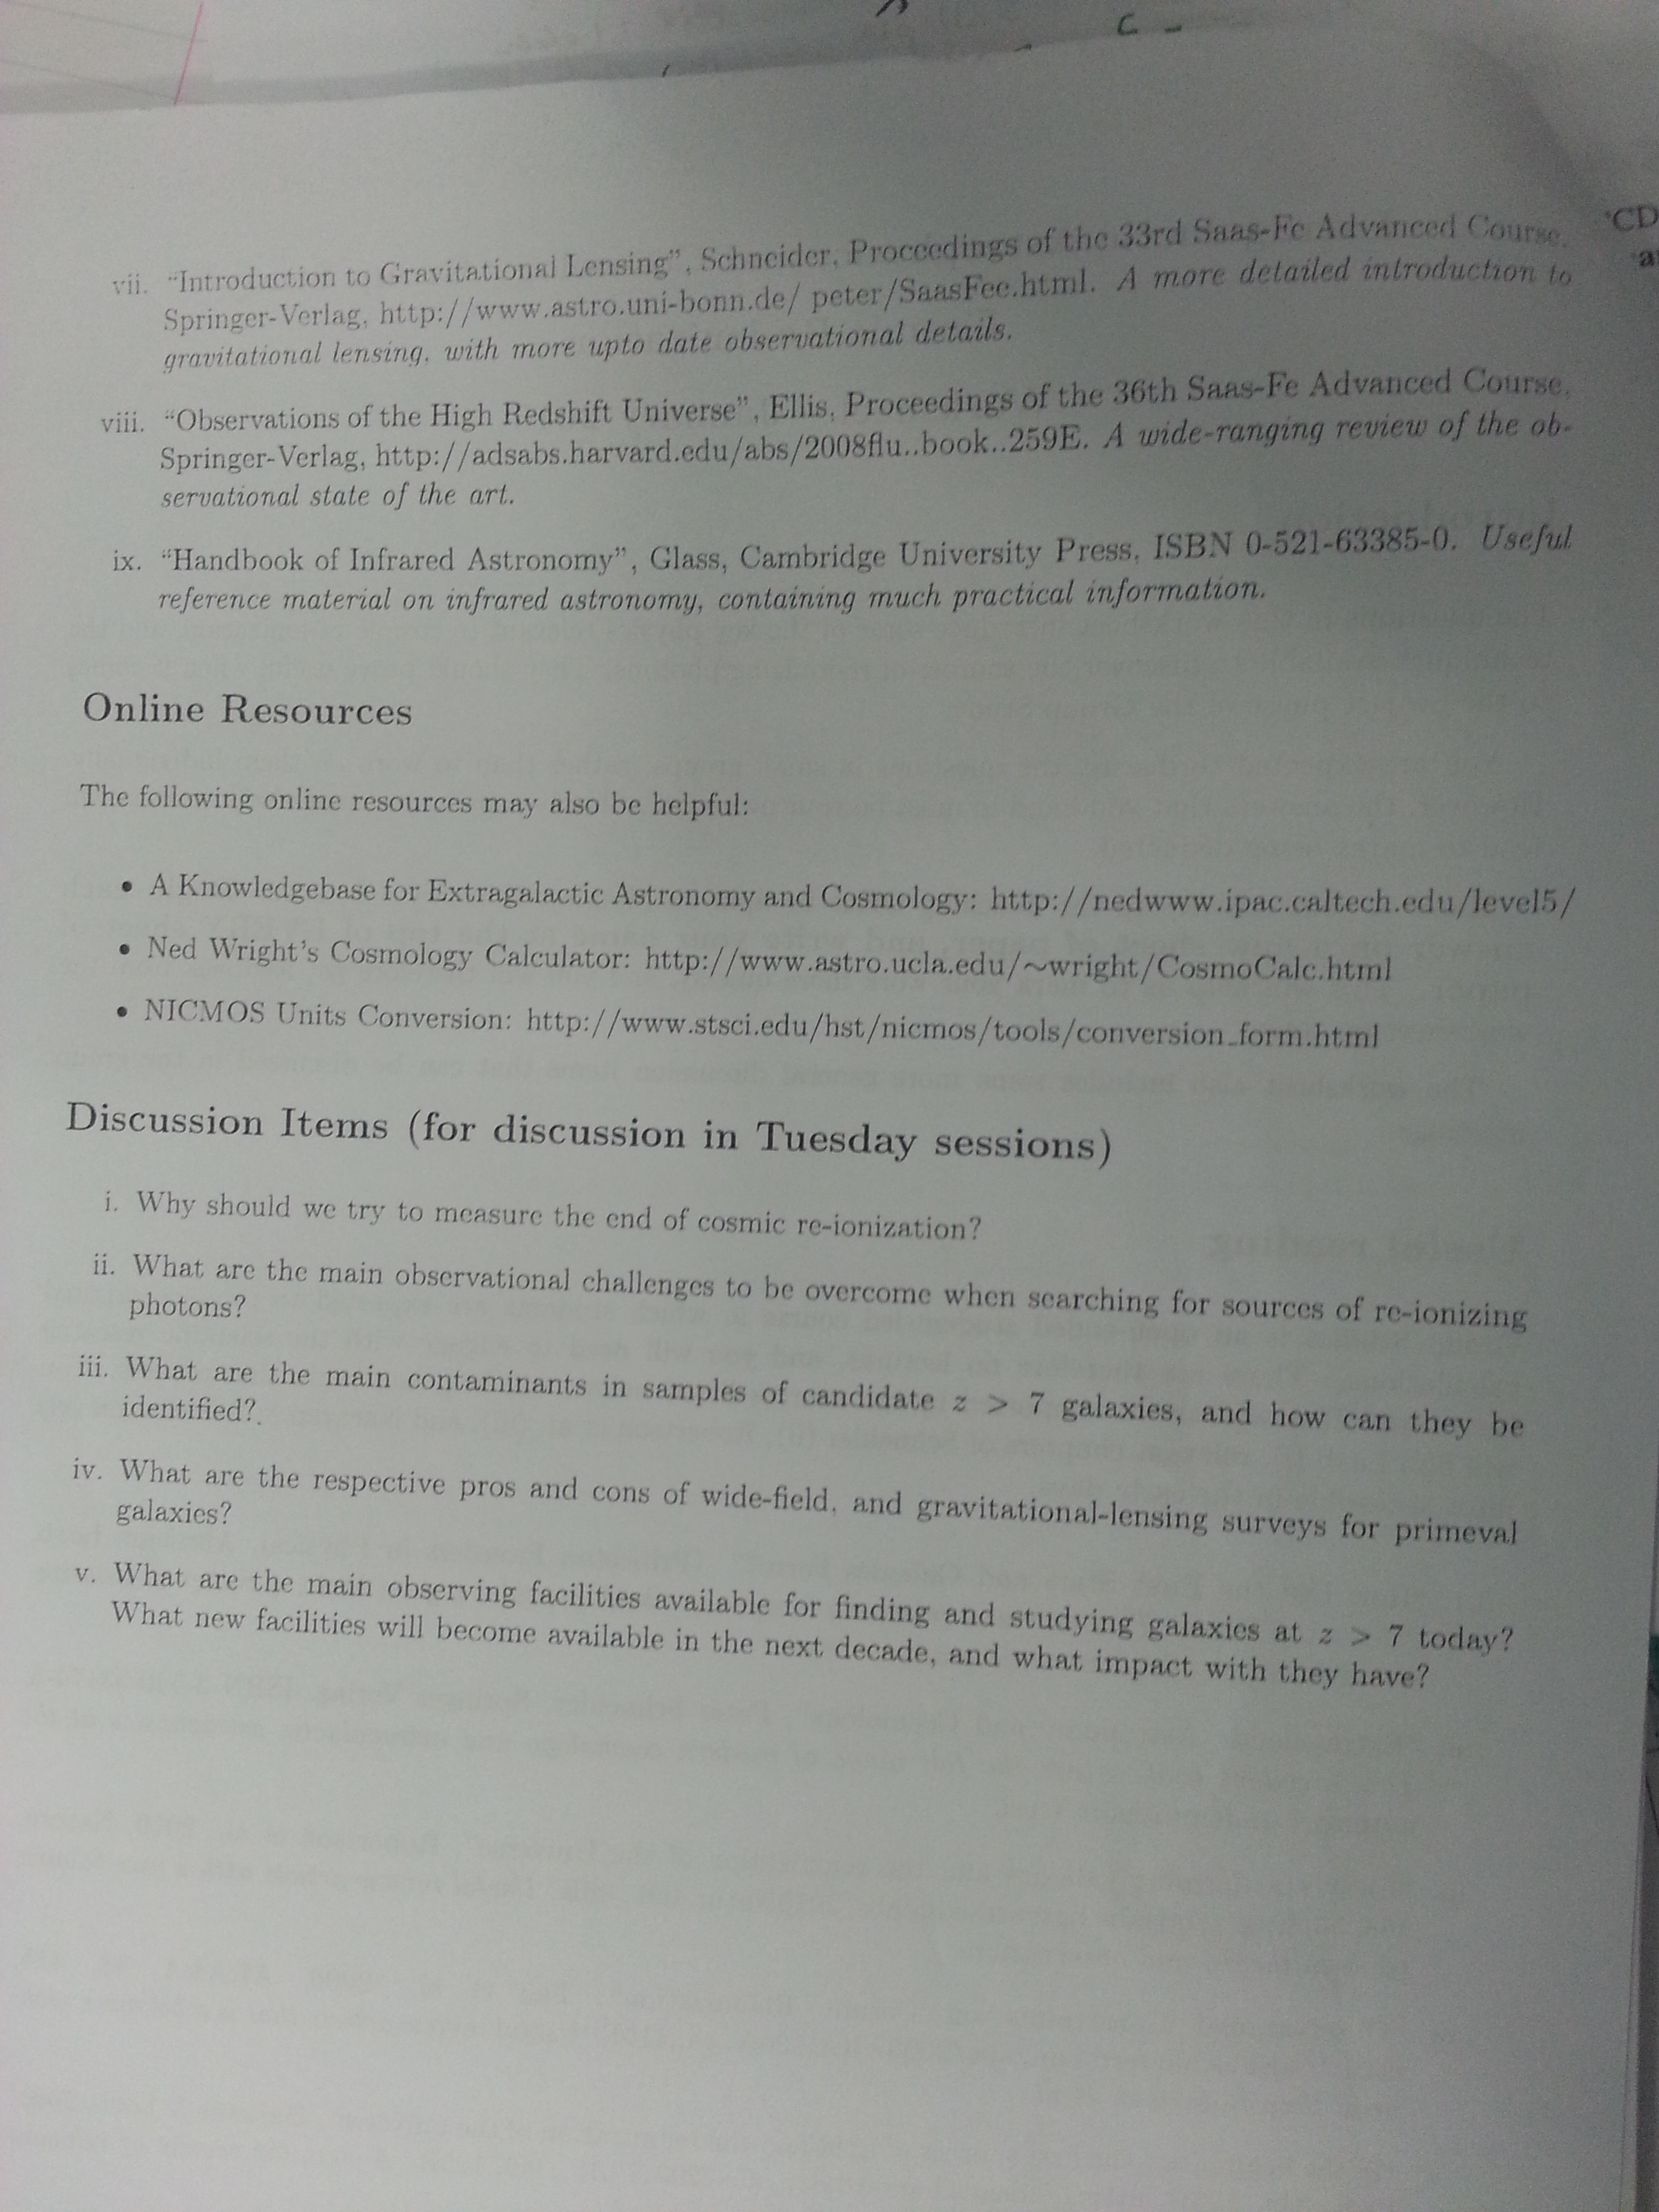 vii. “Introduction to Gravitational Lensing”, Schneider, Proceedings of the 33rd Saas-Fe Advanced Course,
Springer-Verlag, http://www.astro.uni-bonn.de/ peter/SaasFee.html. A more detailed introduction to
gravitational lensing, with more upto date observational details.
viii. “Observations of the High Redshift Universe”, Ellis, Proceedings of the 36th Saas-Fe Advanced Course,
Springer-Verlag, http://adsabs.harvard.edu/abs/2008flu..book..259E. A wide-ranging review of the ob-
servational state of the art.
ix. “Handbook of Infrared Astronomy”, Glass, Cambridge University Press, ISBN 0-521-63385-0. Useful
reference material on infrared astronomy, containing much practical information.
Online Resources
The following online resources may also be helpful:
• A Knowledgebase for Extragalactic Astronomy and Cosmology: http://nedwww.ipac.caltech.edu/level5/
• Ned Wright’s Cosmology Calculator: http://www.astro.ucla.edu/~wright/CosmoCalc.html
• NICMOS Units Conversion: http://www.stsci.edu/hst/nicmos/tools/conversion_form.html
Discussion Items (for discussion in Tuesday sessions)
i. Why should we try to measure the end of cosmic re-ionization?
ii. What are the main observational challenges to be overcome when searching for sources of re-ionizing
photons?
iii. What are the main contaminants in samples of candidate z > 7 galaxies, and how can they be
identified?
iv. What are the respective pros and cons of wide-field, and gravitational-lensing surveys for primeval
galaxies?
v. What are the main observing facilities available for finding and studying galaxies at z > 7 today?
What new facilities will become available in the next decade, and what impact with they have?